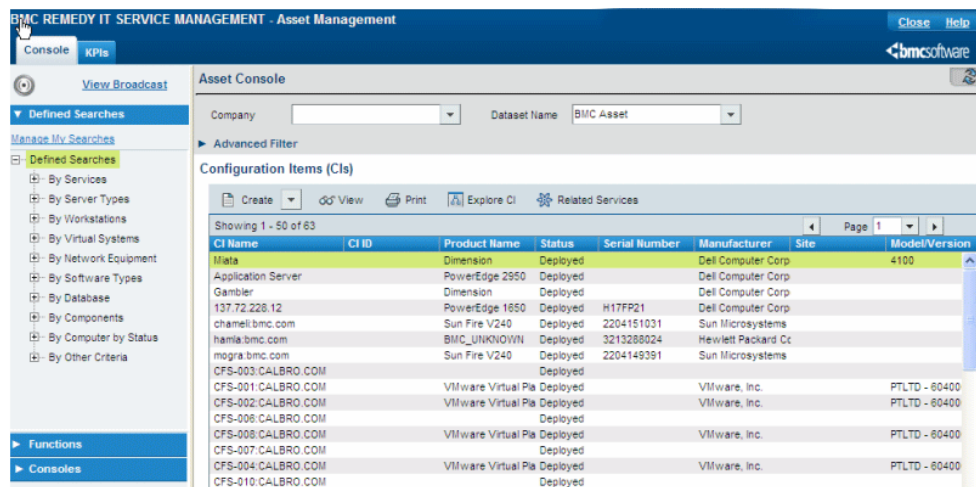 BMC REMEDY IT SERVICE MANAGEMENT - Asset Management
Close Help
Console KPIs
bmcsoftware
View Broadcast
Asset Console
Defined Searches
Company Dataset Name BMC Asset
Manage My Searches
Advanced Filter
Defined Searches
Configuration Items (CIs)
By Services
By Server Types
Create View Print Explore CI Related Services
By Workstations
Showing 1 - 50 of 63 Page 1
By Virtual Systems
CI Name CI ID Product Name Status Serial Number Manufacturer Site Model/Version
By Network Equipment
Miata Dimension Deployed Dell Computer Corp 4100
By Software Types
Application Server PowerEdge 2950 Deployed Dell Computer Corp
By Database
Gambler Dimension Deployed Dell Computer Corp
By Components
137.72.228.12 PowerEdge 1650 Deployed H17FP21 Dell Computer Corp
By Computer by Status
chameli:bmc.com Sun Fire V240 Deployed 2204151031 Sun Microsystems
hamla:bmc.com BMC_UNKNOWN Deployed 3213288024 Hewlett Packard Cc
By Other Criteria
mogra:bmc.com Sun Fire V240 Deployed 2204149391 Sun Microsystems
CFS-003:CALBRO.COM Deployed
CFS-001:CALBRO.COM VMware Virtual Pla Deployed VMware, Inc. PTLTD - 60400
CFS-002:CALBRO.COM VMware Virtual Pla Deployed VMware, Inc. PTLTD - 60400
CFS-006:CALBRO.COM Deployed
CFS-008:CALBRO.COM VMware Virtual Pla Deployed VMware, Inc. PTLTD - 60400
Functions
CFS-007:CALBRO.COM Deployed
Consoles
CFS-004:CALBRO.COM VMware Virtual Pla Deployed VMware, Inc. PTLTD - 60400
CFS-010:CALBRO.COM Deployed